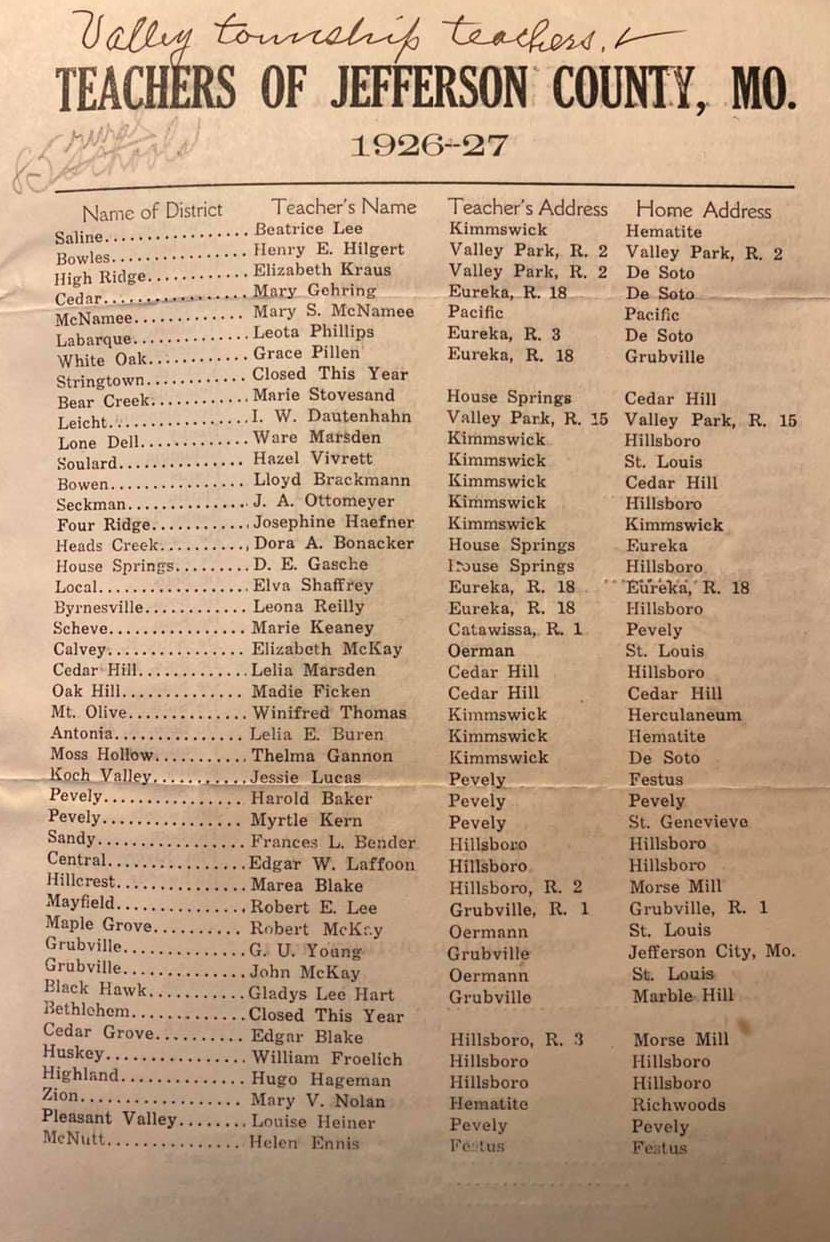 Valley township teachers.
TEACHERS OF JEFFERSON COUNTY, MO.
85 rural schools
1926--27
Name of District Teacher's Name Teacher's Address Home Address
Saline................ Beatrice Lee Kimmswick Hematite
Bowles............... Henry E. Hilgert Valley Park, R. 2 Valley Park, R. 2
High Ridge........... Elizabeth Kraus Valley Park, R. 2 De Soto
Cedar................ Mary Gehring Eureka, R. 18 De Soto
McNamee............ Mary S. McNamee Pacific Pacific
Labarque............. Leota Phillips Eureka, R. 3 De Soto
White Oak........... Grace Pillen Eureka, R. 18 Grubville
Stringtown........... Closed This Year
Bear Creek........... Marie Stovesand House Springs Cedar Hill
Leicht............... I. W. Dautenhahn Valley Park, R. 15 Valley Park, R. 15
Lone Dell............ Ware Marsden Kimmswick Hillsboro
Soulard.............. Hazel Vivrett Kimmswick St. Louis
Bowen............... Lloyd Brackmann Kimmswick Cedar Hill
Seckman............. J. A. Ottomeyer Kimmswick Hillsboro
Four Ridge.......... Josephine Haefner Kimmswick Kimmswick
Heads Creek......... Dora A. Bonacker House Springs Eureka
House Springs....... D. E. Gasche House Springs Hillsboro
Local................ Elva Shaffrey Eureka, R. 18 Eureka, R. 18
Byrnesville........... Leona Reilly Eureka, R. 18 Hillsboro
Scheve............... Marie Keaney Catawissa, R. 1 Pevely
Calvey............... Elizabeth McKay Oerman St. Louis
Cedar Hill........... Lelia Marsden Cedar Hill Hillsboro
Oak Hill............. Madie Ficken Cedar Hill Cedar Hill
Mt. Olive............ Winifred Thomas Kimmswick Herculaneum
Antonia.............. Lelia E. Buren Kimmswick Hematite
Moss Hollow......... Thelma Gannon Kimmswick De Soto
Koch Valley.......... Jessie Lucas Pevely Festus
Pevely................ Harold Baker Pevely Pevely
Pevely................ Myrtle Kern Pevely St. Genevieve
Sandy................ Frances L. Bender Hillsboro Hillsboro
Central............... Edgar W. Laffoon Hillsboro Hillsboro
Hillcrest.............. Marea Blake Hillsboro, R. 2 Morse Mill
Mayfield.............. Robert E. Lee Grubville, R. 1 Grubville, R. 1
Maple Grove......... Robert McKay Oermann St. Louis
Grubville............. G. U. Young Grubville Jefferson City, Mo.
Grubville............. John McKay Oermann St. Louis
Black Hawk.......... Gladys Lee Hart Grubville Marble Hill
Bethlehem............ Closed This Year
Cedar Grove.......... Edgar Blake Hillsboro, R. 3 Morse Mill
Huskey............... William Froelich Hillsboro Hillsboro
Highland............. Hugo Hageman Hillsboro Hillsboro
Zion.................. Mary V. Nolan Hematite Richwoods
Pleasant Valley....... Louise Heiner Pevely Pevely
McNutt............... Helen Ennis Festus Festus